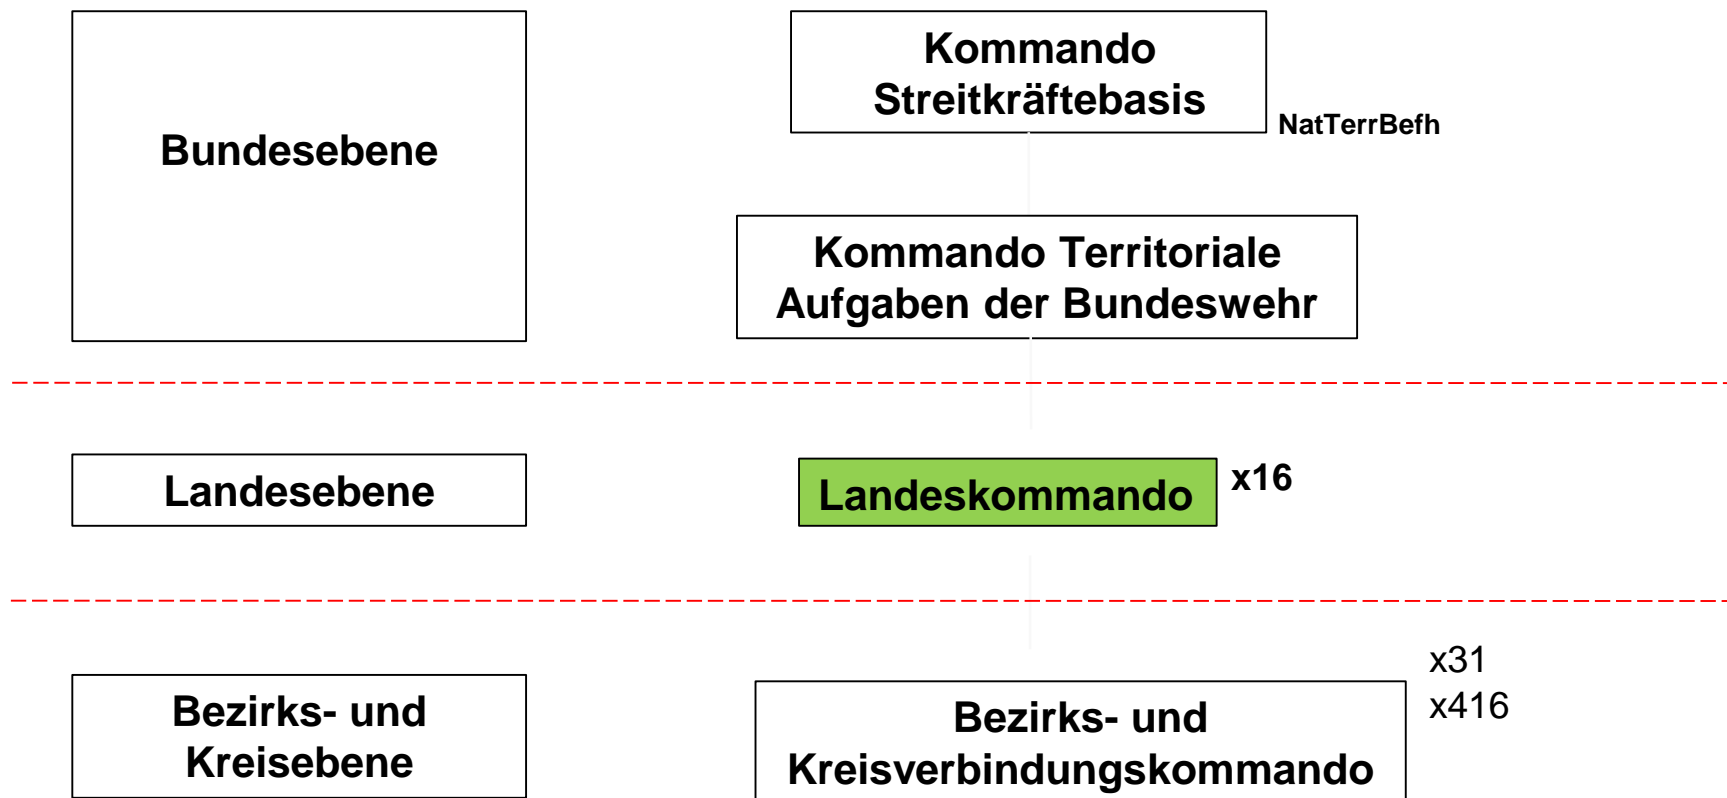 Bundesebene
Kommando
Streitkräftebasis
NatTerrBefh
Kommando Territoriale
Aufgaben der Bundeswehr
Landesebene
Landeskommando
x16
Bezirks- und
Kreisebene
Bezirks- und
Kreisverbindungskommando
x31
x416